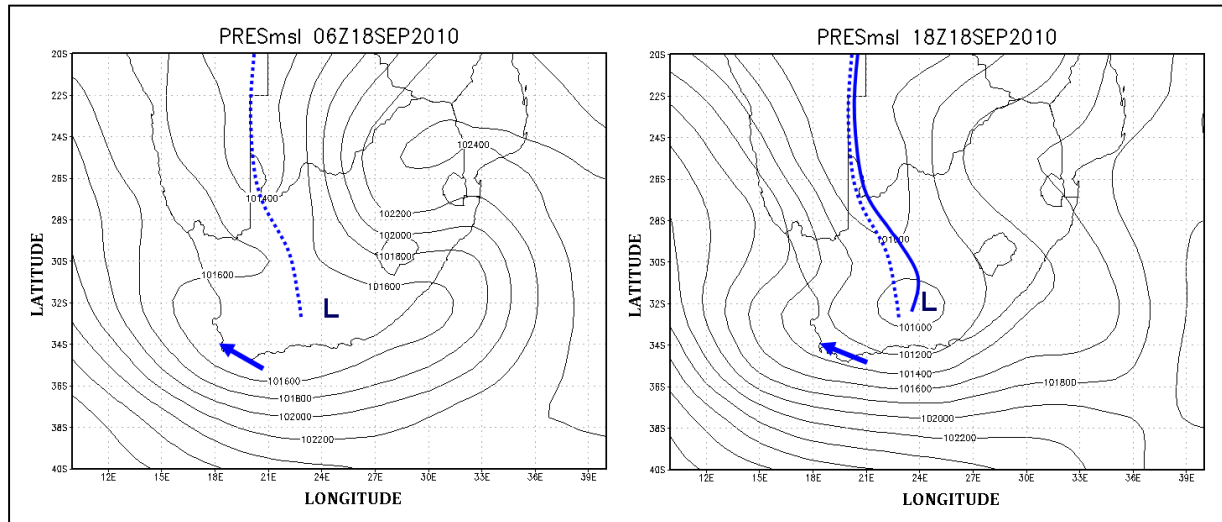 PRESmsl 06Z18SEP2010
20S
22S
24S
26S
28S
30S
32S
34S
36S
38S
40S
LATITUDE
102400
101400
102200
102000
101800
101600
101600
L
101600
101800
102000
102200
12E
15E
18E
21E
24E
27E
30E
33E
36E
39E
LONGITUDE
PRESmsl 18Z18SEP2010
20S
22S
24S
26S
28S
30S
32S
34S
36S
38S
40S
LATITUDE
L
101000
101200
101400
101600
101800
102000
102200
12E
15E
18E
21E
24E
27E
30E
33E
36E
39E
LONGITUDE